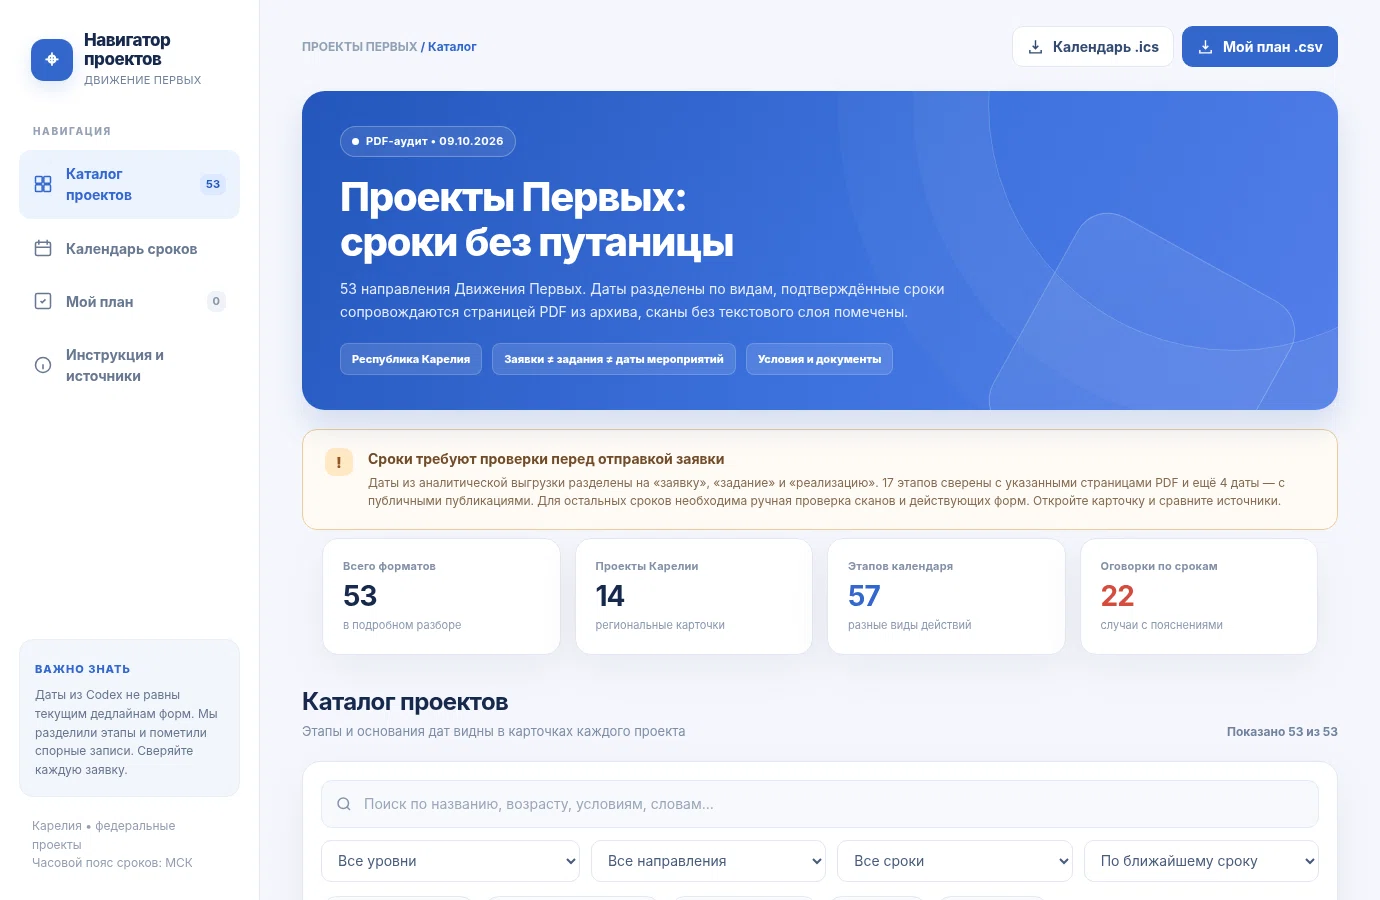 Навигатор
проектов
ДВИЖЕНИЕ ПЕРВЫХ
НАВИГАЦИЯ
Каталог
проектов
53
Календарь сроков
Мой план
0
Инструкция и
источники
ВАЖНО ЗНАТЬ
Даты из Codex не равны
текущим дедлайнам форм. Мы
разделили этапы и пометили
спорные записи. Сверяйте
каждую заявку.
Карелия • федеральные
проекты
Часовой пояс сроков: МСК
ПРОЕКТЫ ПЕРВЫХ / Каталог
Календарь .ics
Мой план .csv
PDF-аудит • 09.10.2026
Проекты Первых:
сроки без путаницы
53 направления Движения Первых. Даты разделены по видам, подтверждённые сроки
сопровождаются страницей PDF из архива, сканы без текстового слоя помечены.
Республика Карелия
Заявки ≠ задания ≠ даты мероприятий
Условия и документы
!
Сроки требуют проверки перед отправкой заявки
Даты из аналитической выгрузки разделены на «заявку», «задание» и «реализацию». 17 этапов сверены с указанными страницами PDF и ещё 4 даты — с
публичными публикациями. Для остальных сроков необходима ручная проверка сканов и действующих форм. Откройте карточку и сравните источники.
Всего форматов
53
в подробном разборе
Проекты Карелии
14
региональные карточки
Этапов календаря
57
разные виды действий
Оговорки по срокам
22
случаи с пояснениями
Каталог проектов
Этапы и основания дат видны в карточках каждого проекта
Показано 53 из 53
Поиск по названию, возрасту, условиям, словам...
Все уровни
Все направления
Все сроки
По ближайшему сроку